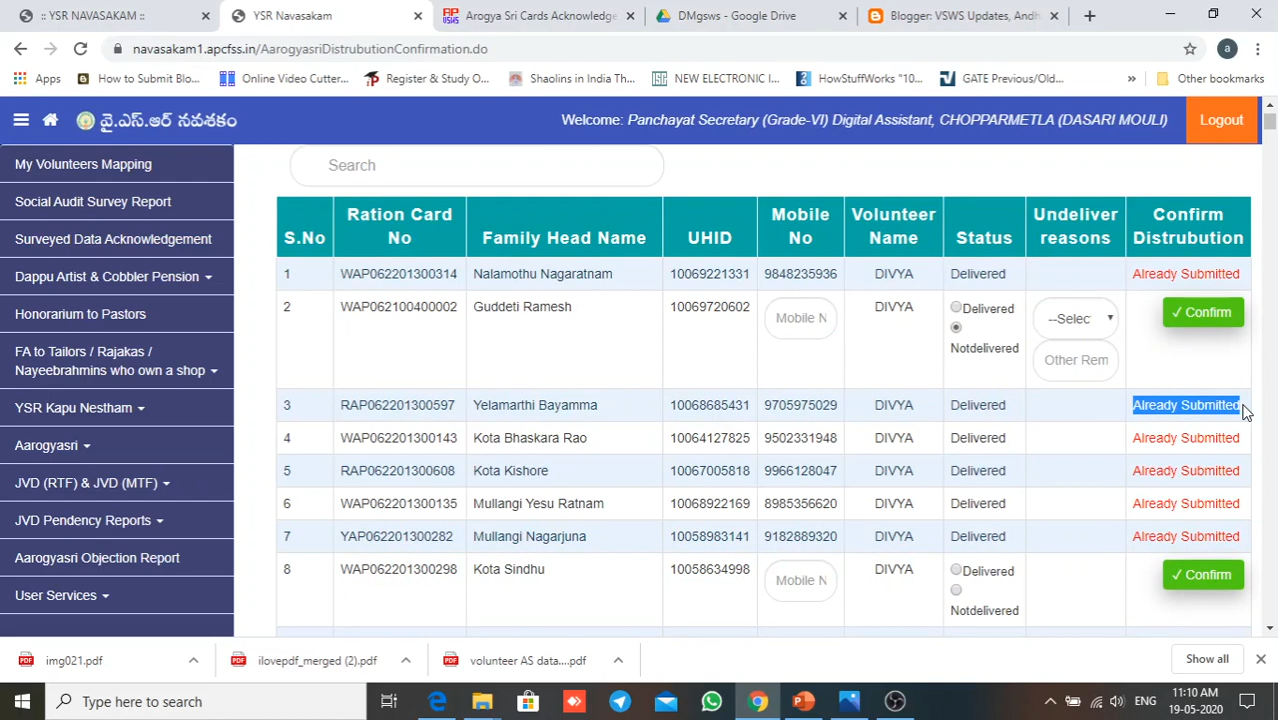 :: YSR NAVASAKAM ::
YSR Navasakam
Arogya Sri Cards Acknowledge
DMgsws - Google Drive
Blogger: VSWS Updates, Andh
navasakam1.apcfss.in/AarogyasriDistrubutionConfirmation.do
a
Apps
How to Submit Blo...
Online Video Cutter...
Register & Study O...
Shaolins in India Th...
NEW ELECTRONIC I...
HowStuffWorks "10...
GATE Previous/Old...
»
Other bookmarks
వై.ఎస్.ఆర్ నవశకం
Welcome: Panchayat Secretary (Grade-VI) Digital Assistant, CHOPPARMETLA (DASARI MOULI)
Logout
My Volunteers Mapping
Social Audit Survey Report
Surveyed Data Acknowledgement
Dappu Artist & Cobbler Pension
Honorarium to Pastors
FA to Tailors / Rajakas /
Nayeebrahmins who own a shop
YSR Kapu Nestham
Aarogyasri
JVD (RTF) & JVD (MTF)
JVD Pendency Reports
Aarogyasri Objection Report
User Services
Search
S.No Ration Card No Family Head Name UHID Mobile No Volunteer Name Status Undeliver reasons Confirm Distrubution
1 WAP062201300314 Nalamothu Nagaratnam 10069221331 9848235936 DIVYA Delivered Already Submitted
2 WAP062100400002 Guddeti Ramesh 10069720602 Mobile N DIVYA Delivered --Selec ✓ Confirm
Notdelivered Other Rem
3 RAP062201300597 Yelamarthi Bayamma 10068685431 9705975029 DIVYA Delivered Already Submitted
4 WAP062201300143 Kota Bhaskara Rao 10064127825 9502331948 DIVYA Delivered Already Submitted
5 RAP062201300608 Kota Kishore 10067005818 9966128047 DIVYA Delivered Already Submitted
6 WAP062201300135 Mullangi Yesu Ratnam 10068922169 8985356620 DIVYA Delivered Already Submitted
7 YAP062201300282 Mullangi Nagarjuna 10058983141 9182889320 DIVYA Delivered Already Submitted
8 WAP062201300298 Kota Sindhu 10058634998 Mobile N DIVYA Delivered ✓ Confirm
Notdelivered
img021.pdf
ilovepdf_merged (2).pdf
volunteer AS data....pdf
Show all
Type here to search
ENG
11:10 AM
19-05-2020